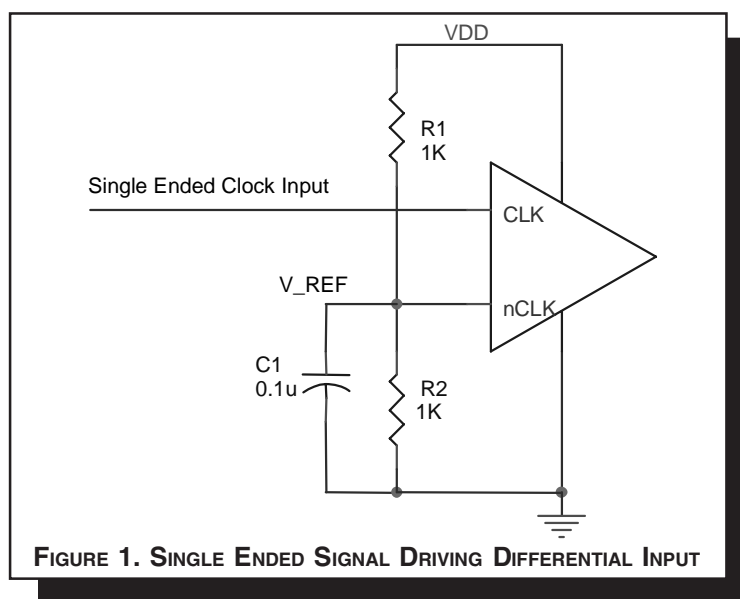 VDD
R1
1K
Single Ended Clock Input
CLK
V_REF
nCLK
C1
0.1u
R2
1K
FIGURE 1. SINGLE ENDED SIGNAL DRIVING DIFFERENTIAL INPUT